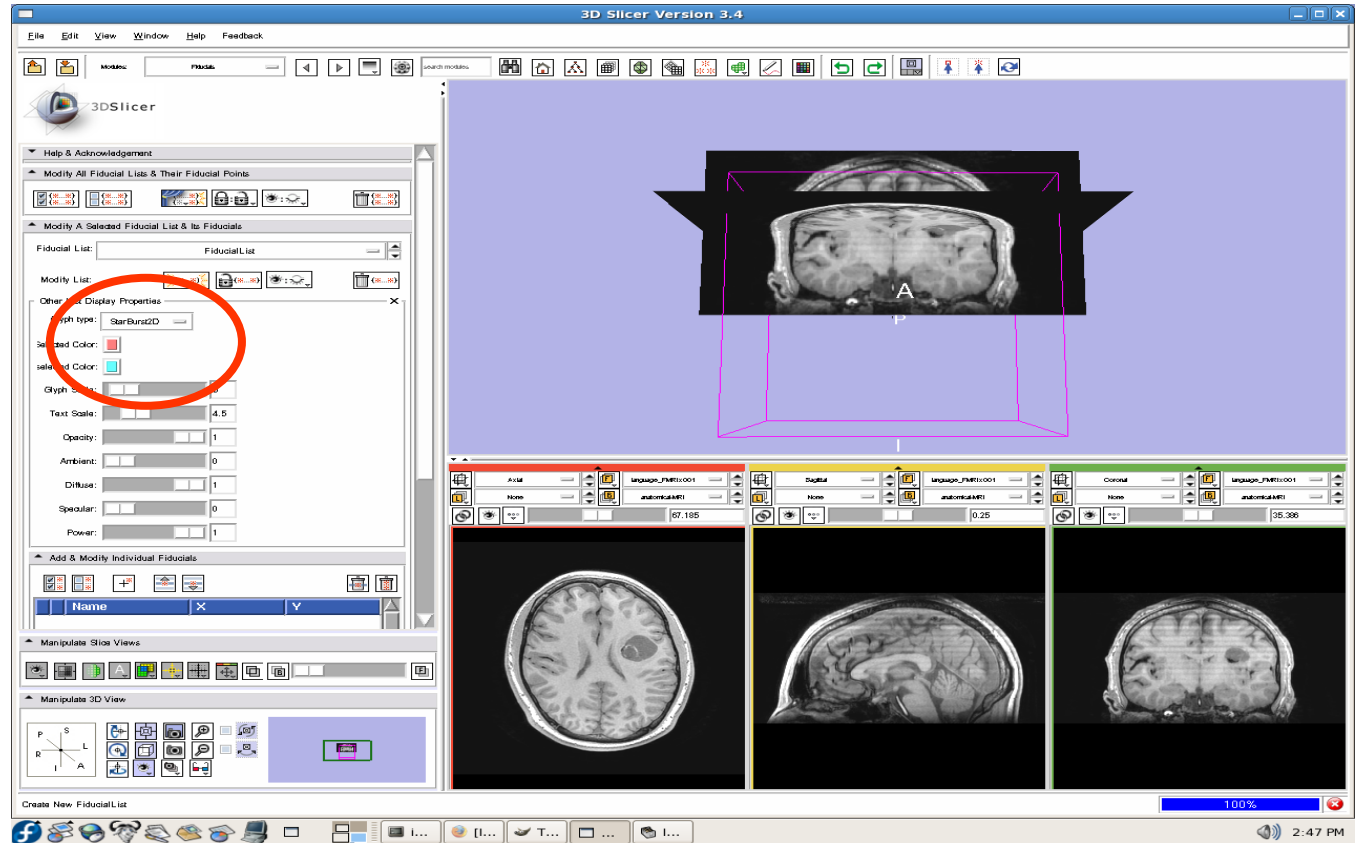 3D Slicer Version 3.4
File Edit View Window Help Feedback
Modules: Fiducials search modules
3DSlicer
Help & Acknowledgement
Modify All Fiducial Lists & Their Fiducial Points
Modify A Selected Fiducial List & Its Fiducials
Fiducial List: FiducialList
Modify List:
Display Properties
Glyph type: StarBurst2D
Color:
Color:
Glyph
Text Scale: 4.5
Opacity: 1
Ambient: 0
Diffuse: 1
Specular: 0
Power: 1
Add & Modify Individual Fiducials
Name X Y
Manipulate Slice Views
A F
Manipulate 3D View
P S
R L
I A
A
P
I
Axial language_FMRIx001
None anatomical-MRI
67.185
Sagittal language_FMRIx001
None anatomical-MRI
0.25
Coronal language_FMRIx001
None anatomical-MRI
35.386
Create New FiducialList
100%
i... [I... T... ... I...
2:47 PM